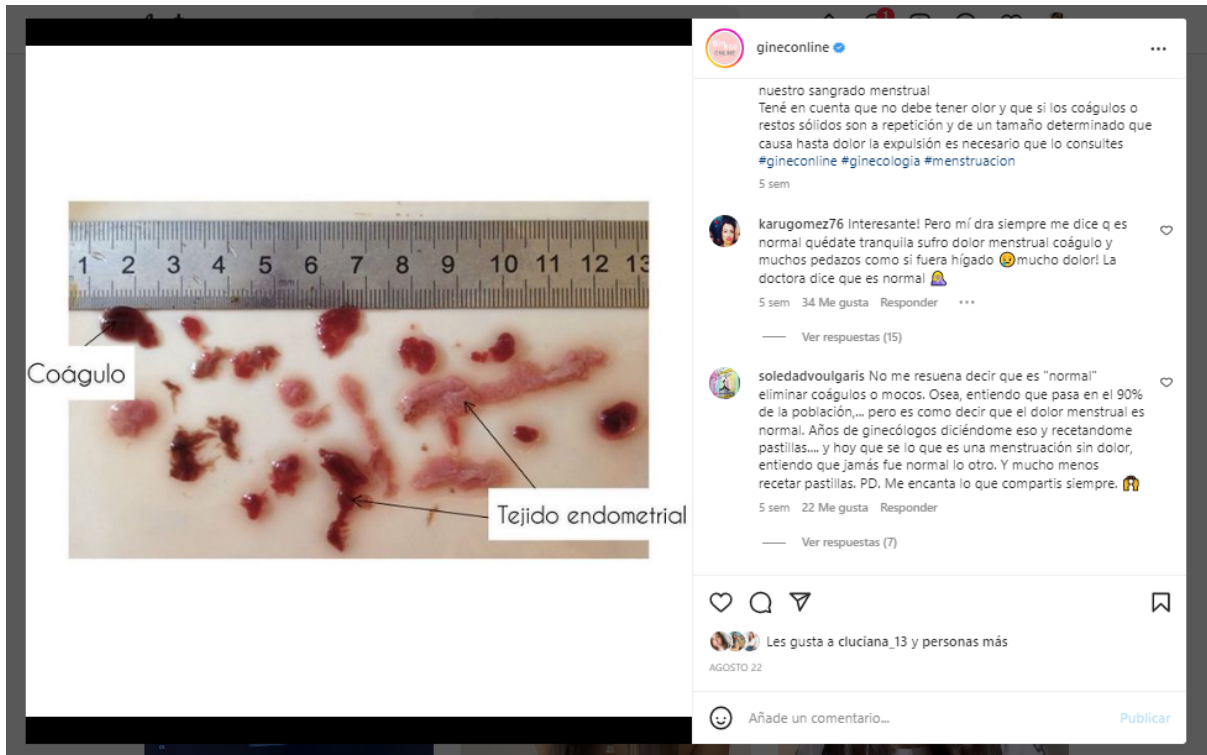 gineconline
nuestro sangrado menstrual
Tené en cuenta que no debe tener olor y que si los coágulos o
restos sólidos son a repetición y de un tamaño determinado que
causa hasta dolor la expulsión es necesario que lo consultes
#gineconline #ginecologia #menstruacion
5 sem
karugomez76 Interesante! Pero mí dra siempre me dice q es
normal quédate tranquila sufro dolor menstrual coágulo y
muchos pedazos como si fuera hígado 😥mucho dolor! La
doctora dice que es normal 🤷‍♀️
5 sem 34 Me gusta Responder
Ver respuestas (15)
soledadvoulgaris No me resuena decir que es "normal"
eliminar coágulos o mocos. Osea, entiendo que pasa en el 90%
de la población,... pero es como decir que el dolor menstrual es
normal. Años de ginecólogos diciéndome eso y recetandome
pastillas.... y hoy que se lo que es una menstruación sin dolor,
entiendo que jamás fue normal lo otro. Y mucho menos
recetar pastillas. PD. Me encanta lo que compartis siempre.
5 sem 22 Me gusta Responder
Ver respuestas (7)
Les gusta a cluciana_13 y personas más
AGOSTO 22
Añade un comentario... Publicar
1 2 3 4 5 6 7 8 9 10 11 12 13
mm
Coágulo
Tejido endometrial